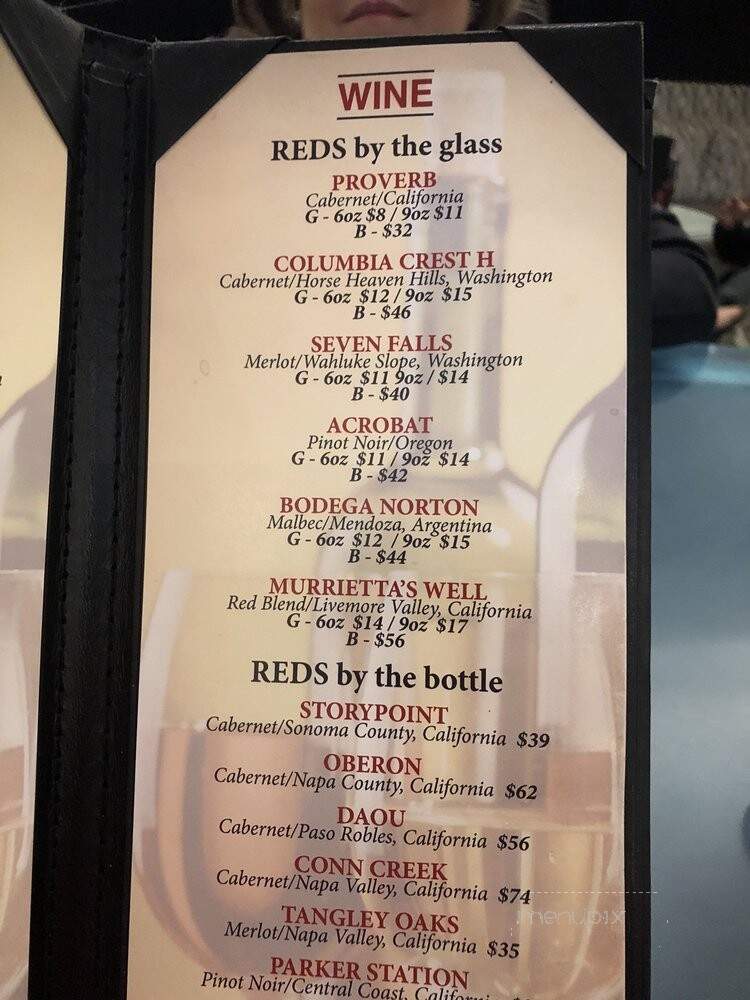 WINE
REDS by the glass
PROVERB
Cabernet/California
G - 6oz $8 / 9oz $11
B - $32
COLUMBIA CREST H
Cabernet/Horse Heaven Hills, Washington
G - 6oz $12 / 9oz $15
B - $46
SEVEN FALLS
Merlot/Wahluke Slope, Washington
G - 6oz $11 9oz / $14
B - $40
ACROBAT
Pinot Noir/Oregon
G - 6oz $11 / 9oz $14
B - $42
BODEGA NORTON
Malbec/Mendoza, Argentina
G - 6oz $12 / 9oz $15
B - $44
MURRIETTA'S WELL
Red Blend/Livemore Valley, California
G - 6oz $14 / 9oz $17
B - $56
REDS by the bottle
STORYPOINT
Cabernet/Sonoma County, California $39
OBERON
Cabernet/Napa County, California $62
DAOU
Cabernet/Paso Robles, California $56
CONN CREEK
Cabernet/Napa Valley, California $74
menupix
TANGLEY OAKS
Merlot/Napa Valley, California $35
PARKER STATION
Pinot Noir/Central Coast,